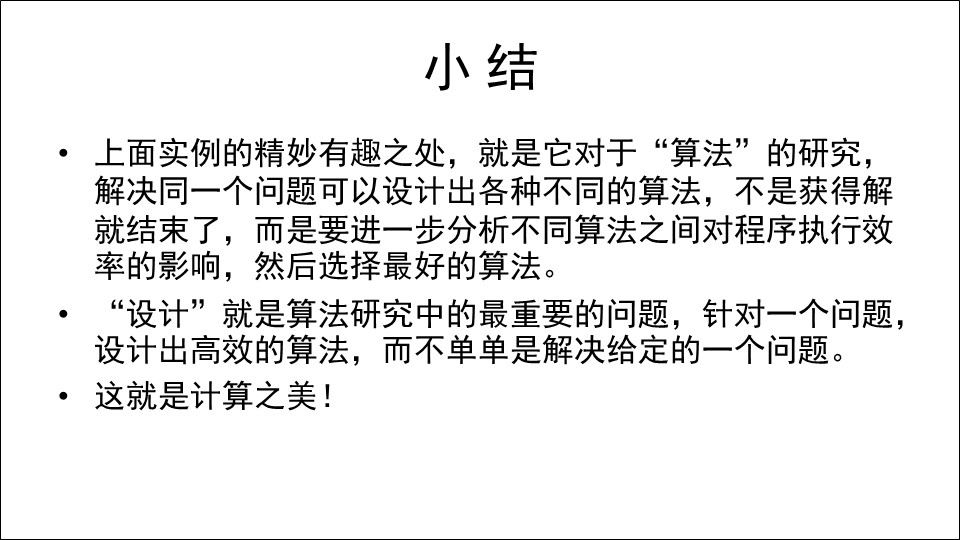 小 结
• 上面实例的精妙有趣之处，就是它对于“算法”的研究，
解决同一个问题可以设计出各种不同的算法，不是获得解
就结束了，而是要进一步分析不同算法之间对程序执行效
率的影响，然后选择最好的算法。
• “设计”就是算法研究中的最重要的问题，针对一个问题，
设计出高效的算法，而不单单是解决给定的一个问题。
• 这就是计算之美！